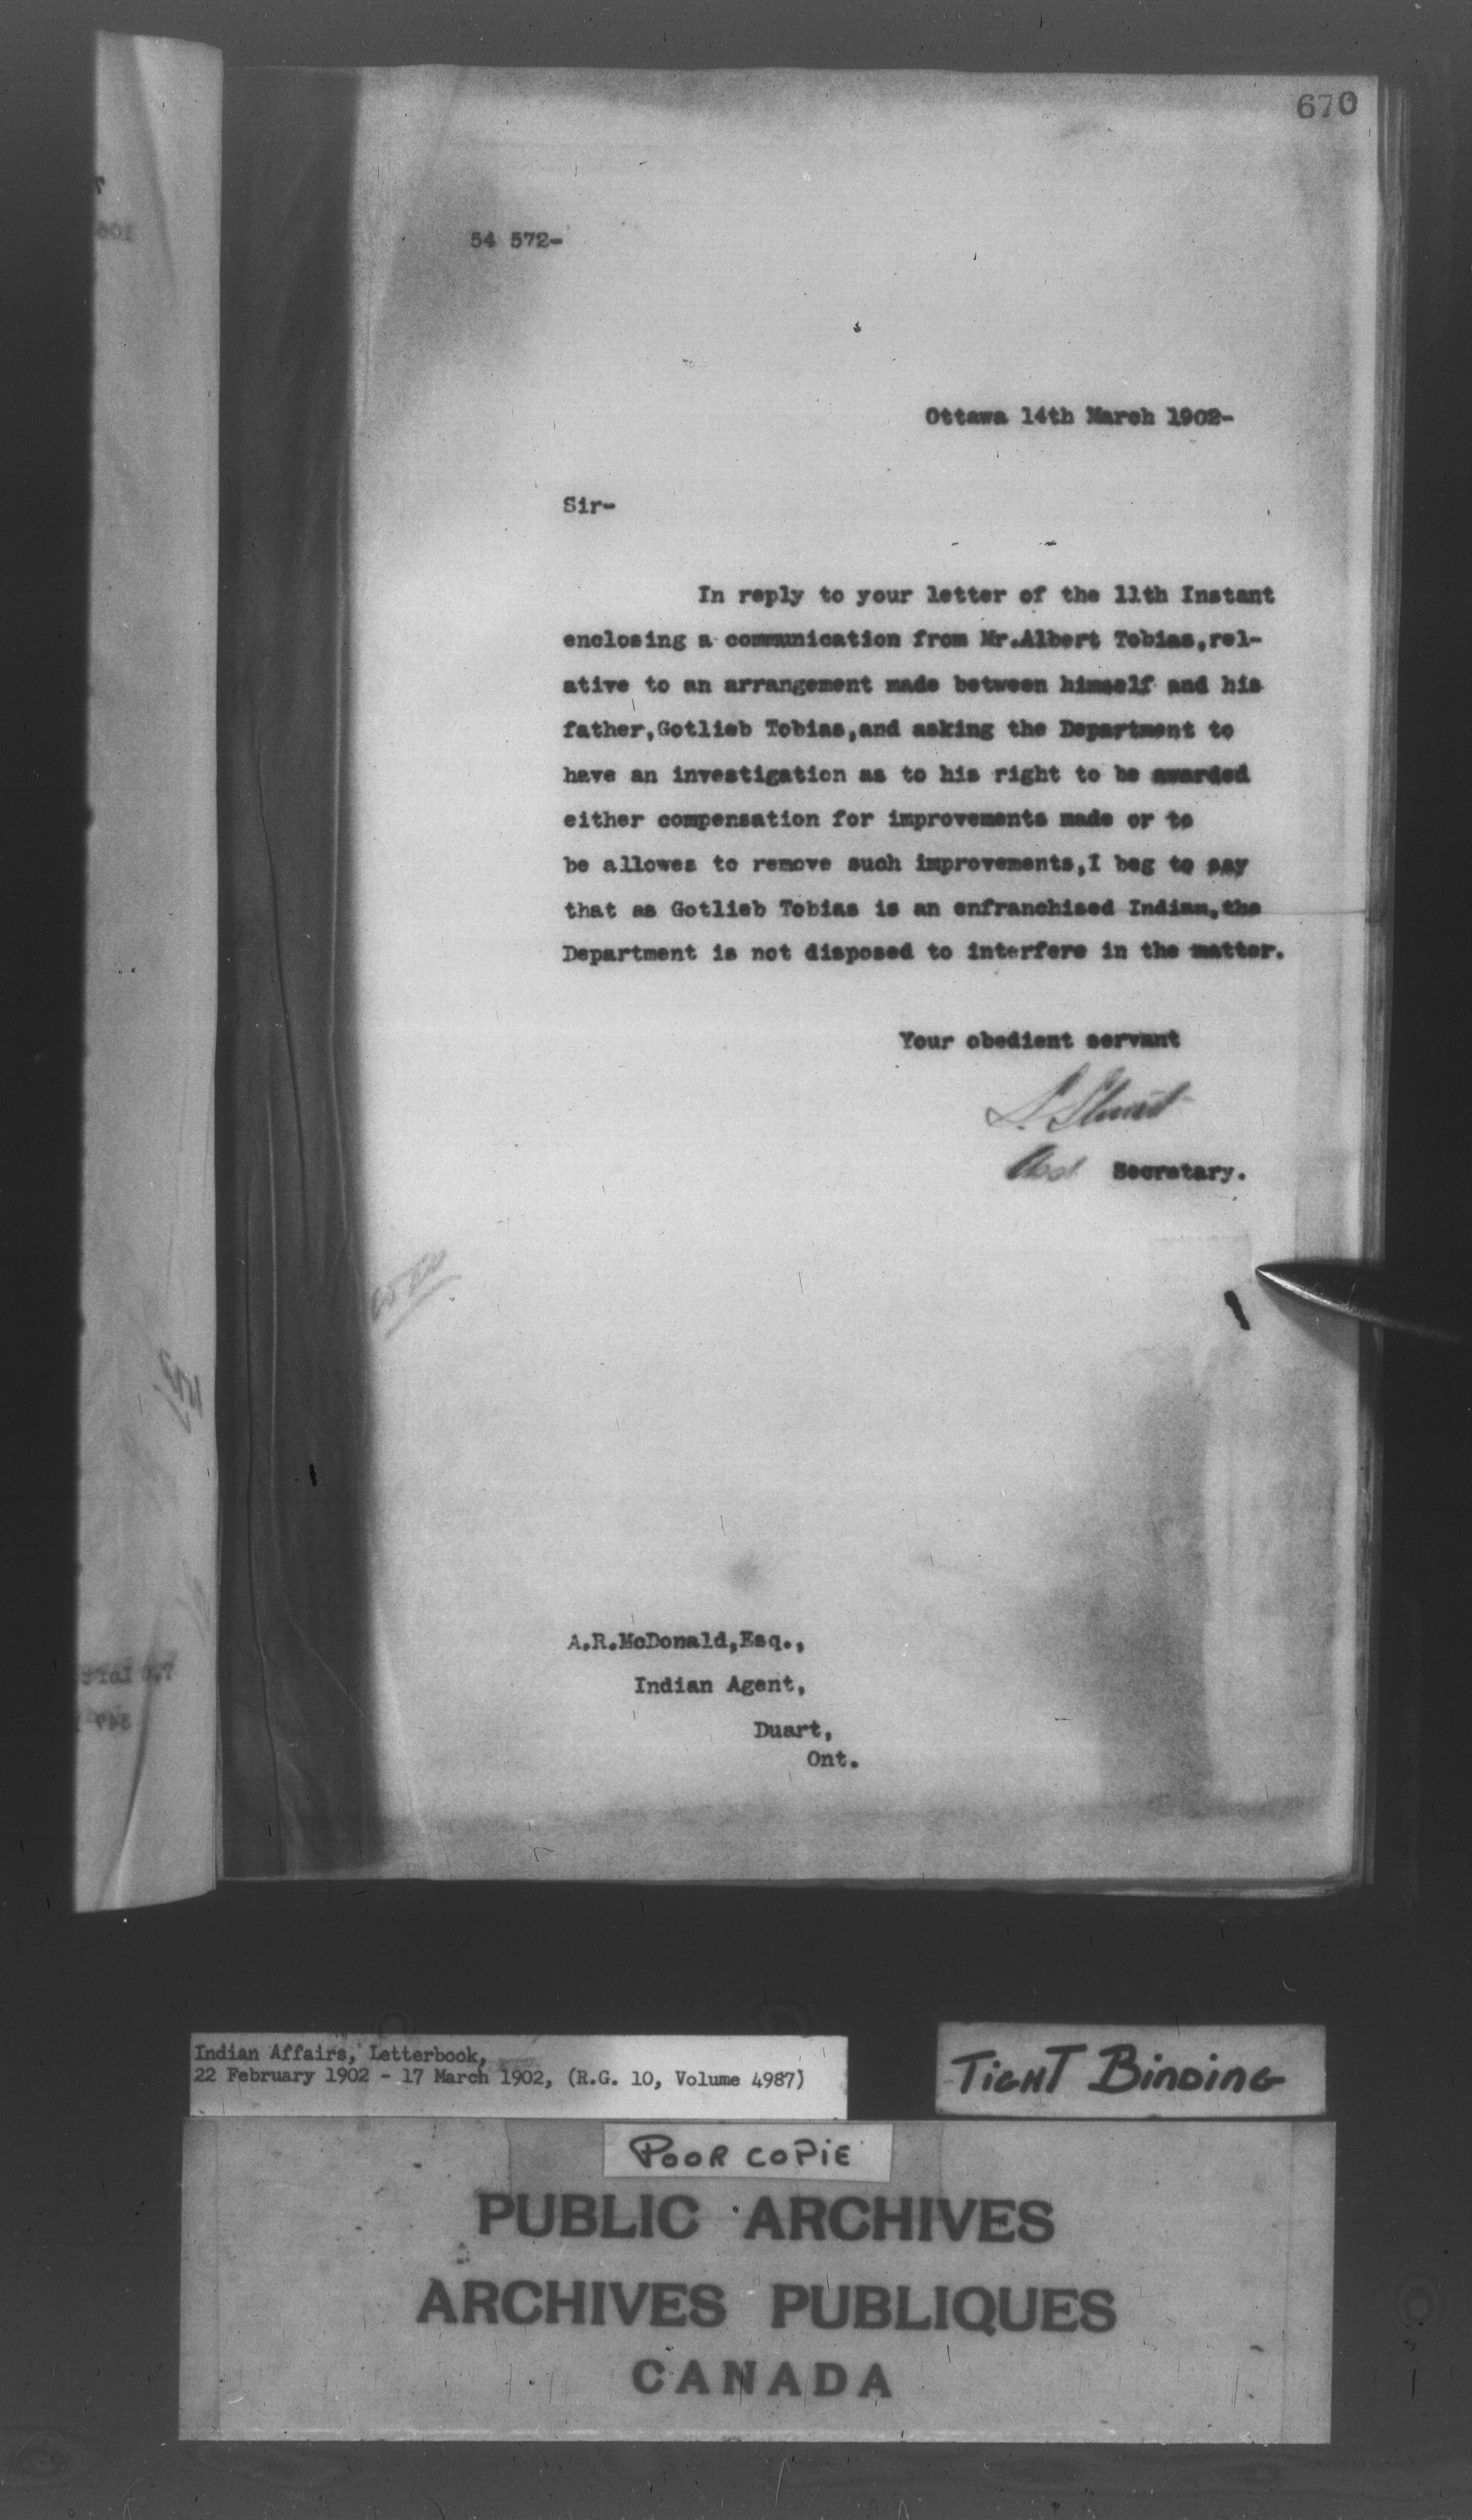 670
54 572-
Ottawa 14th March 1902-
Sir-
In reply to your letter of the 11th Instant
enclosing a communication from Mr.Albert Tobias,rel-
ative to an arrangement made between himself and his
father,Gotlieb Tobias,and asking the Department to
have an investigation as to his right to be awarded
either compensation for improvements made or to
be allowes to remove such improvements,I beg to say
that as Gotlieb Tobias is an enfranchised Indian,the
Department is not disposed to interfere in the matter.
Your obedient servant
S. Stewart
Secretary.
A.R.McDonald,Esq.,
Indian Agent,
Duart,
Ont.
Indian Affairs, Letterbook,
22 February 1902 - 17 March 1902, (R.G. 10, Volume 4987)
TIGHT BINDING
POOR COPIE
PUBLIC ARCHIVES
ARCHIVES PUBLIQUES
CANADA